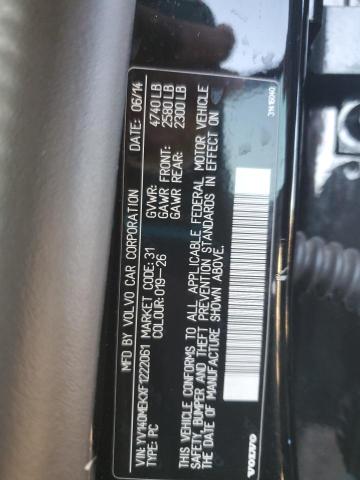 MFD BY VOLVO CAR CORPORATION DATE: 06/14
VIN: YV140MEKXF1222061 MARKET CODE: 31 GVWR: 4740 LB
TYPE: PC COLOUR: 019-26 GAWR FRONT: 2580 LB
GAWR REAR: 2300 LB
THIS VEHICLE CONFORMS TO ALL APPLICABLE FEDERAL MOTOR VEHICLE
SAFETY, BUMPER AND THEFT PREVENTION STANDARDS IN EFFECT ON
THE DATE OF MANUFACTURE SHOWN ABOVE.
VOLVO